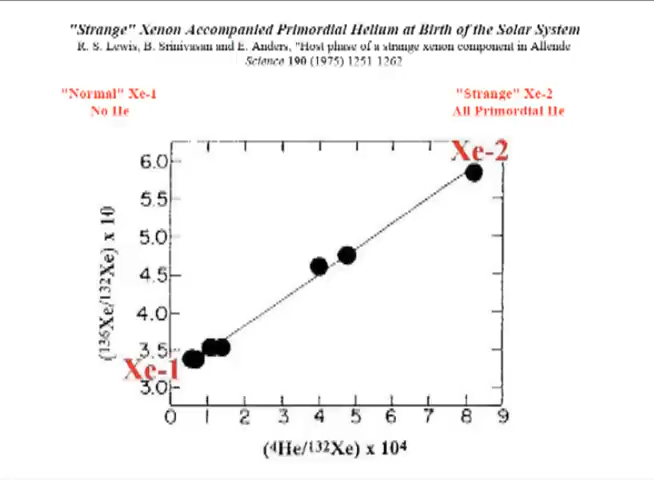 "Strange" Xenon Accompanied Primordial Helium at Birth of the Solar System
R. S. Lewis, B. Srinivasan and E. Anders, "Host phase of a strange xenon component in Allende
Science 190 (1975) 1251 1262
"Normal" Xe-1
No He
"Strange" Xe-2
All Primordial He
Xe-2
6.0
5.5
5.0
4.5
4.0
3.5
3.0
(136Xe/132Xe) x 10
Xe-1
0 1 2 3 4 5 6 7 8 9
(4He/132Xe) x 104